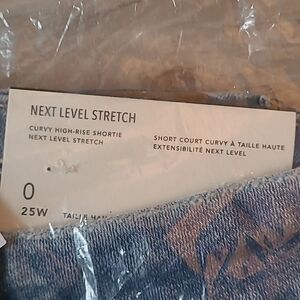 NEXT LEVEL STRETCH
CURVY HIGH-RISE SHORTIE
NEXT LEVEL STRETCH
SHORT COURT CURVY À TAILLE HAUTE
EXTENSIBILITÉ NEXT LEVEL
0
25W
TAILLE